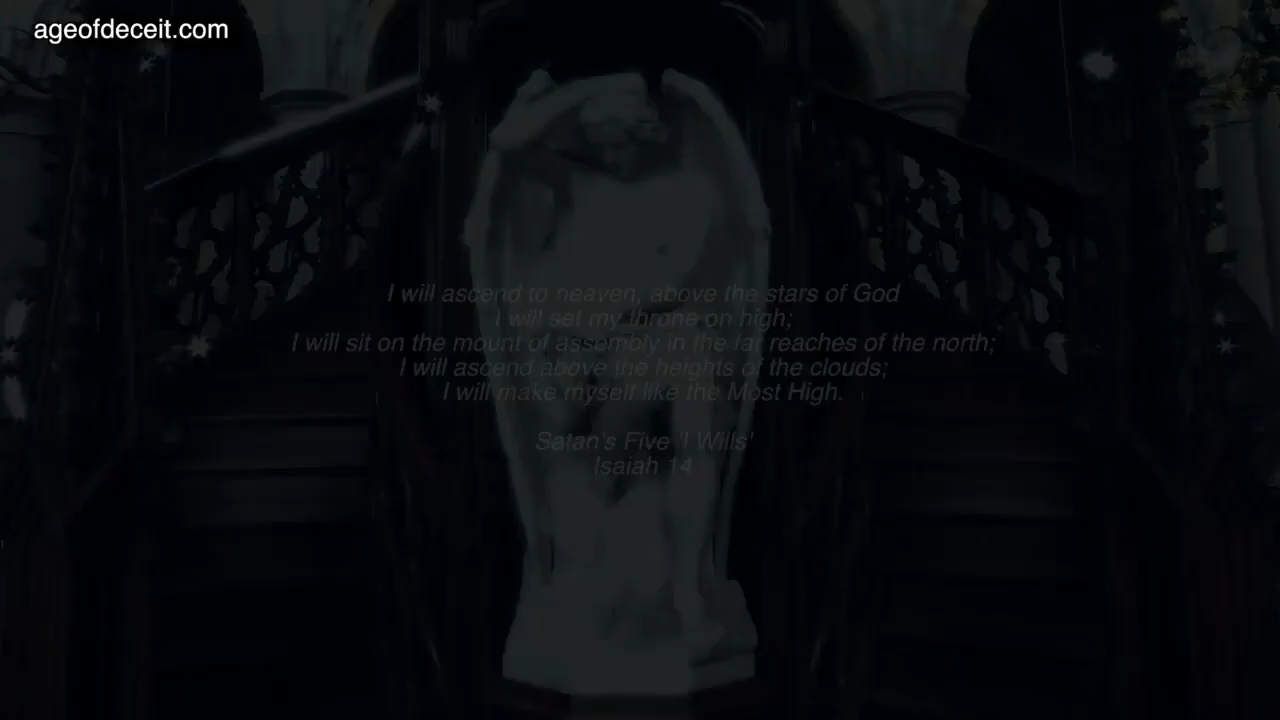 ageofdeceit.com
I will ascend to heaven, above the stars of God
I will set my throne on high;
I will sit on the mount of assembly in the far reaches of the north;
I will ascend above the heights of the clouds;
I will make myself like the Most High.
Satan's Five 'I Wills'
Isaiah 14